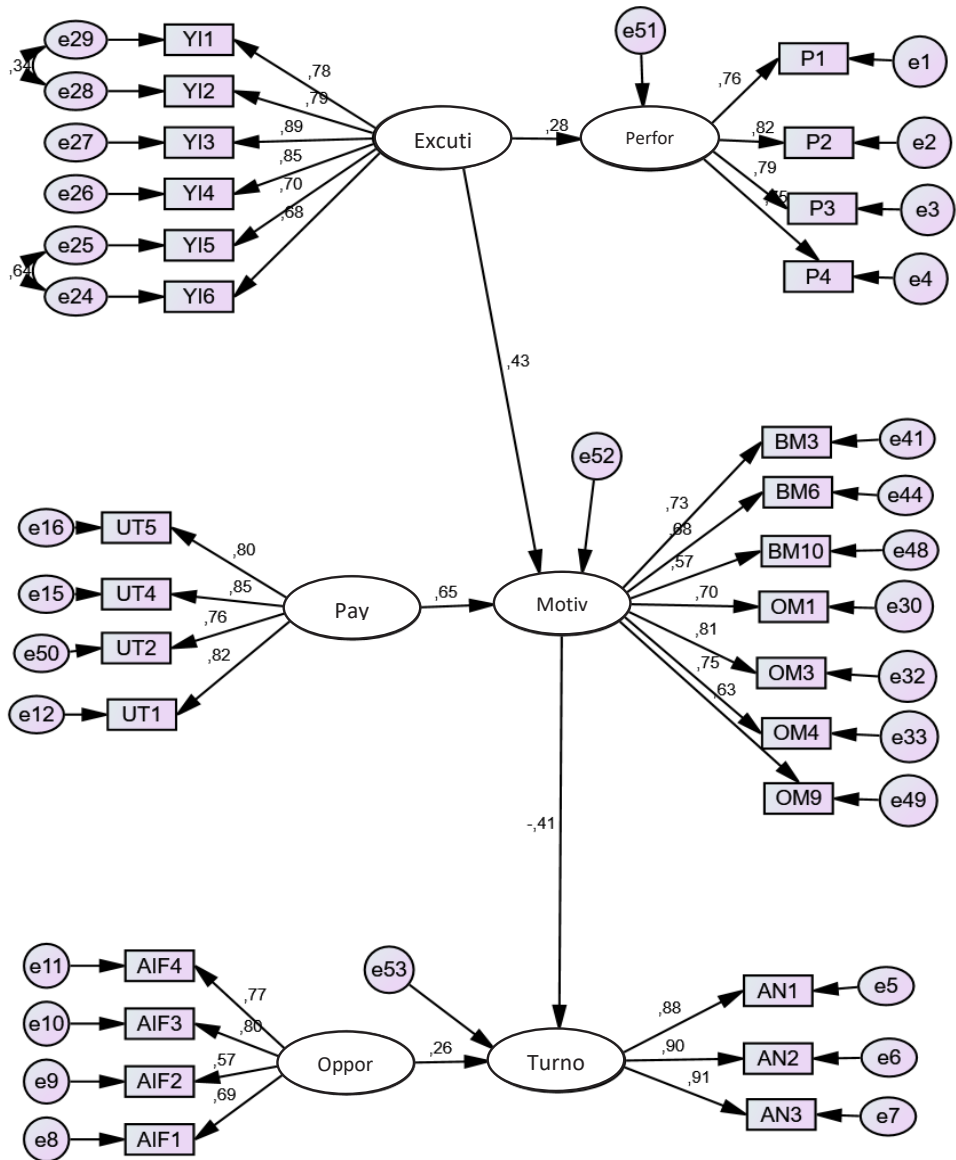 e51
e29 YI1
P1 e1
,34
,78
,76
e28 YI2
,79
e27 YI3
,89
Excuti
,28
Perfor
,82
P2 e2
,85
,79
e26 YI4
,70
P3 e3
,68
e25 YI5
,64
P4 e4
e24 YI6
,43
BM3 e41
e52
BM6 e44
,73
,68
e16 UT5
,80
BM10 e48
,57
e15 UT4
,85
Pay
,65
Motiv
,70
OM1 e30
,76
e50 UT2
,82
,81
OM3 e32
,75
,63
e12 UT1
OM4 e33
OM9 e49
-,41
e11 AIF4
e53
,77
AN1 e5
,88
e10 AIF3
,80
Oppor
,26
Turno
,90
AN2 e6
,57
e9 AIF2
,91
,69
AN3 e7
e8 AIF1